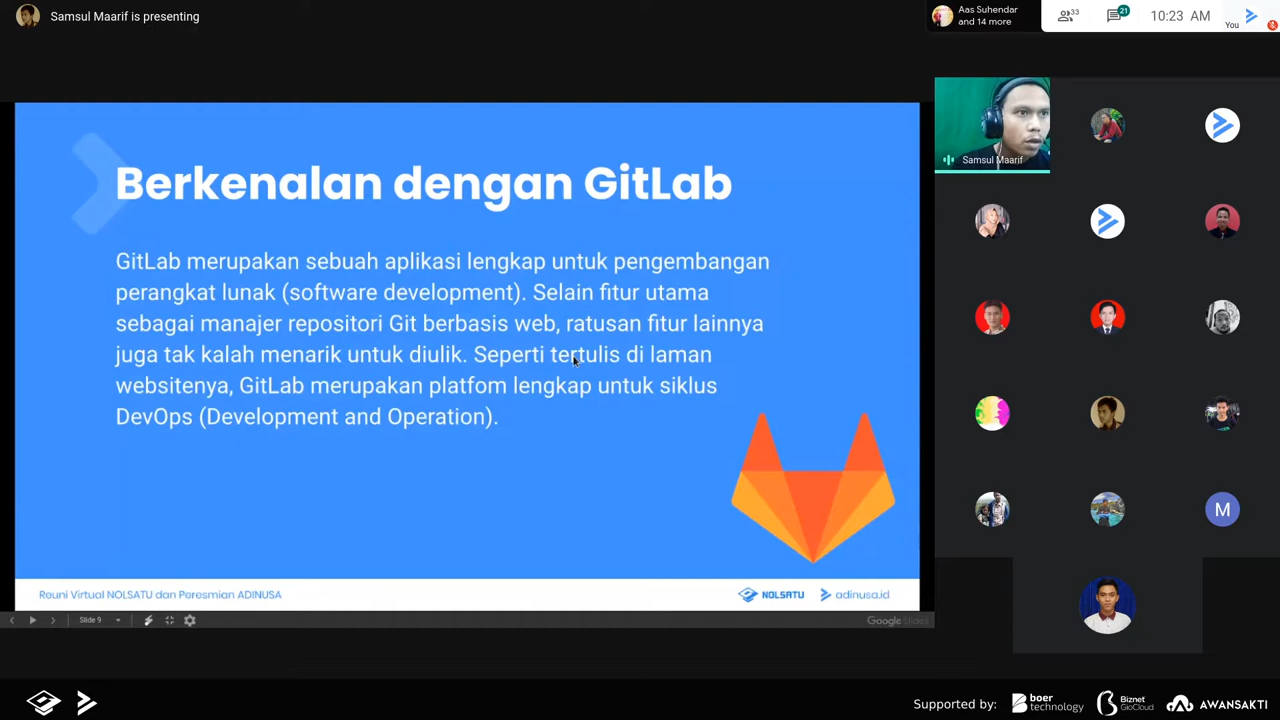 Samsul Maarif is presenting
Aas Suhendar
and 14 more
33
21
10:23 AM
You
Samsul Maarif
Berkenalan dengan GitLab
GitLab merupakan sebuah aplikasi lengkap untuk pengembangan
perangkat lunak (software development). Selain fitur utama
sebagai manajer repositori Git berbasis web, ratusan fitur lainnya
juga tak kalah menarik untuk diulik. Seperti tertulis di laman
websitenya, GitLab merupakan platfom lengkap untuk siklus
DevOps (Development and Operation).
M
Reuni Virtual NOLSATU dan Peresmian ADINUSA
NOLSATU
adinusa.id
Slide 9
Google Slides
Supported by:
boer
technology
Biznet
GioCloud
AWANSAKTI